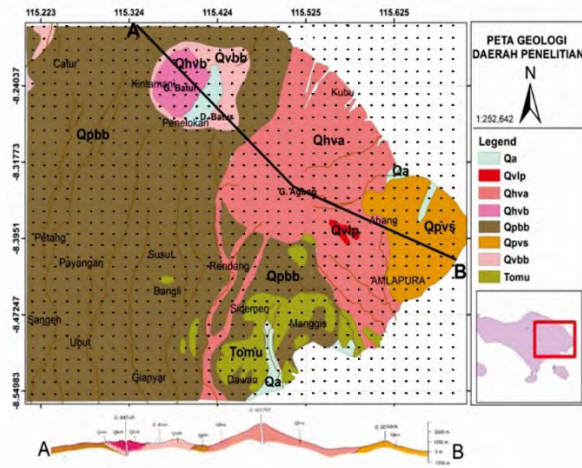 115.223 115.324 115.424 115.525 115.625
PETA GEOLOGI
DAERAH PENELITIAN
N
1:252,642
Legend
Qa
Qvlp
Qhva
Qhvb
Qpbb
Qpvs
Qvbb
Tomu
-8.24037
-8.31773
-8.3951
-8.47247
-8.54983
A
Catur
Qhvb
Qvbb
Kintamani
G. Batur
D. Batur
Penelokan
Kubu
Qpbb
Qhva
Qa
G. Agung
Qvlp
Abang
Qpvs
Petang
Payangan
Susut
Rendang
Bangli
Qpbb
AMLAPURA
B
Sidemen
Sangeh
Ubut
Manggis
Tomu
Gianyar
Dawan
Qa
A
B